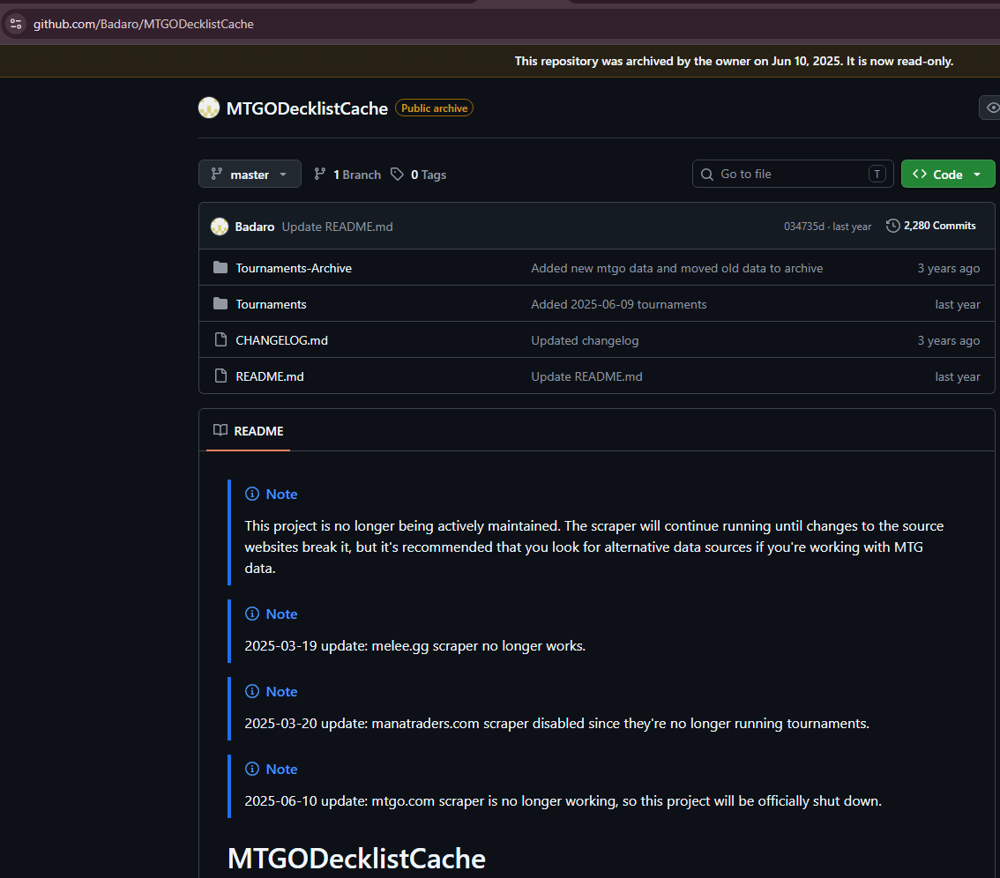 github.com/Badaro/MTGODecklistCache
This repository was archived by the owner on Jun 10, 2025. It is now read-only.
MTGODecklistCache Public archive
master 1 Branch 0 Tags Go to file T Code
Badaro Update README.md 034735d · last year 2,280 Commits
Tournaments-Archive Added new mtgo data and moved old data to archive 3 years ago
Tournaments Added 2025-06-09 tournaments last year
CHANGELOG.md Updated changelog 3 years ago
README.md Update README.md last year
README
Note
This project is no longer being actively maintained. The scraper will continue running until changes to the source
websites break it, but it's recommended that you look for alternative data sources if you're working with MTG
data.
Note
2025-03-19 update: melee.gg scraper no longer works.
Note
2025-03-20 update: manatraders.com scraper disabled since they're no longer running tournaments.
Note
2025-06-10 update: mtgo.com scraper is no longer working, so this project will be officially shut down.
MTGODecklistCache